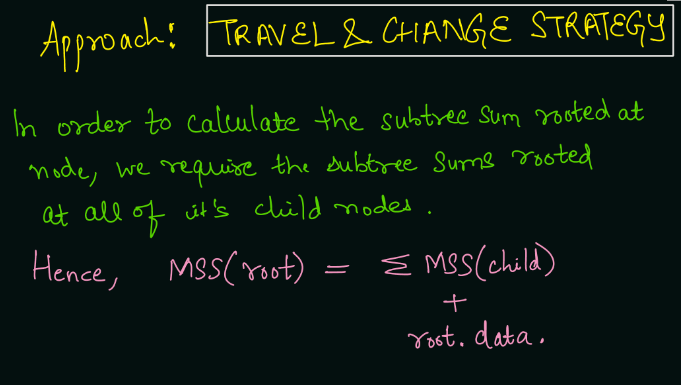 Approach: TRAVEL & CHANGE STRATEGY
In order to calculate the subtree sum rooted at
node, we require the subtree sums rooted
at all of it's child nodes.
Hence, MSS(root) = Σ MSS(child)
+
root.data.